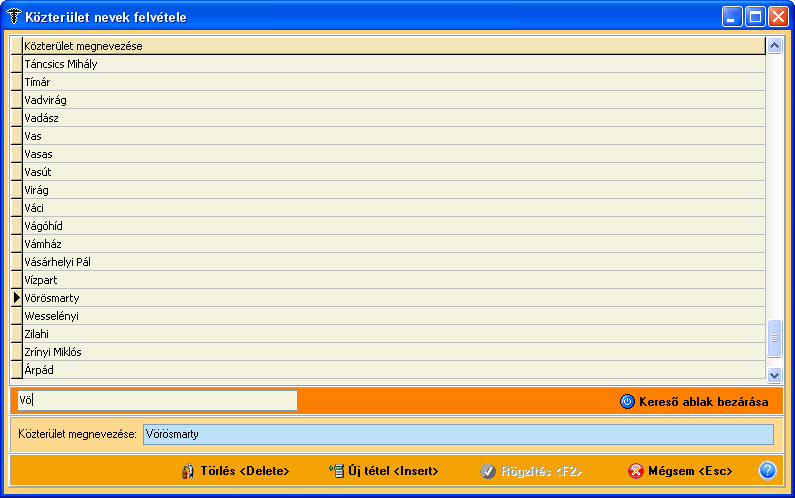 Közterület nevek felvétele
Közterület megnevezése
Táncsics Mihály
Tímár
Vadvirág
Vadász
Vas
Vasas
Vasút
Virág
Váci
Vágóhíd
Vámház
Vásárhelyi Pál
Vízpart
Vörösmarty
Wesselényi
Zilahi
Zrínyi Miklós
Árpád
Vö
Kereső ablak bezárása
Közterület megnevezése: Vörösmarty
Törlés <Delete> Új tétel <Insert> Rögzítés <F2> Mégsem <Esc> ?